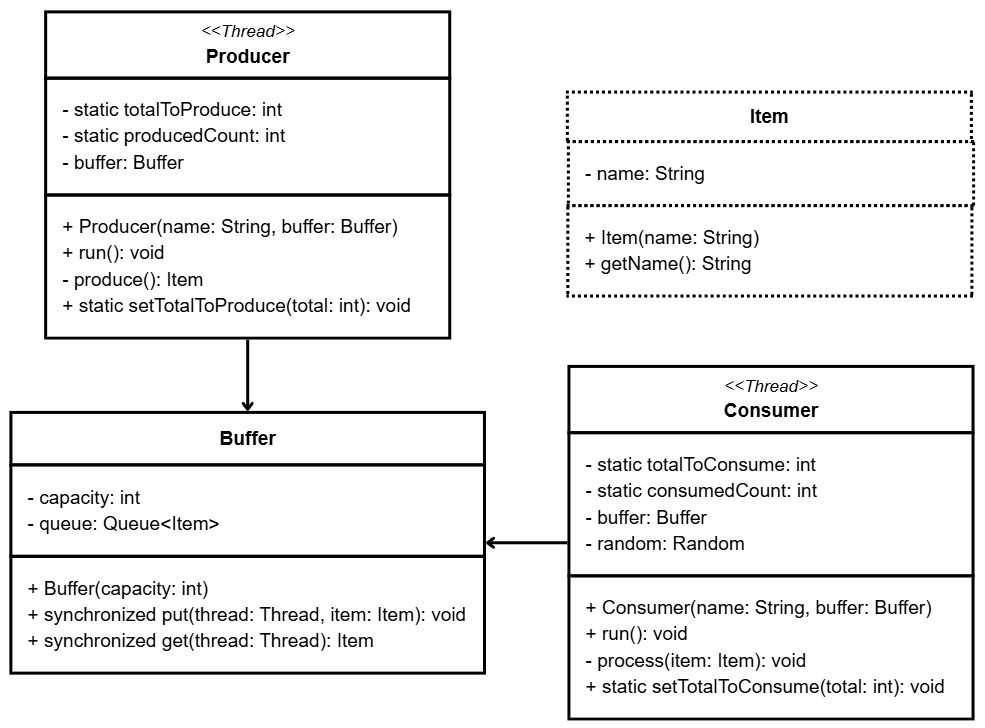 <<Thread>>
Producer
- static totalToProduce: int
- static producedCount: int
- buffer: Buffer
+ Producer(name: String, buffer: Buffer)
+ run(): void
- produce(): Item
+ static setTotalToProduce(total: int): void
Item
- name: String
+ Item(name: String)
+ getName(): String
Buffer
- capacity: int
- queue: Queue<Item>
+ Buffer(capacity: int)
+ synchronized put(thread: Thread, item: Item): void
+ synchronized get(thread: Thread): Item
<<Thread>>
Consumer
- static totalToConsume: int
- static consumedCount: int
- buffer: Buffer
- random: Random
+ Consumer(name: String, buffer: Buffer)
+ run(): void
- process(item: Item): void
+ static setTotalToConsume(total: int): void